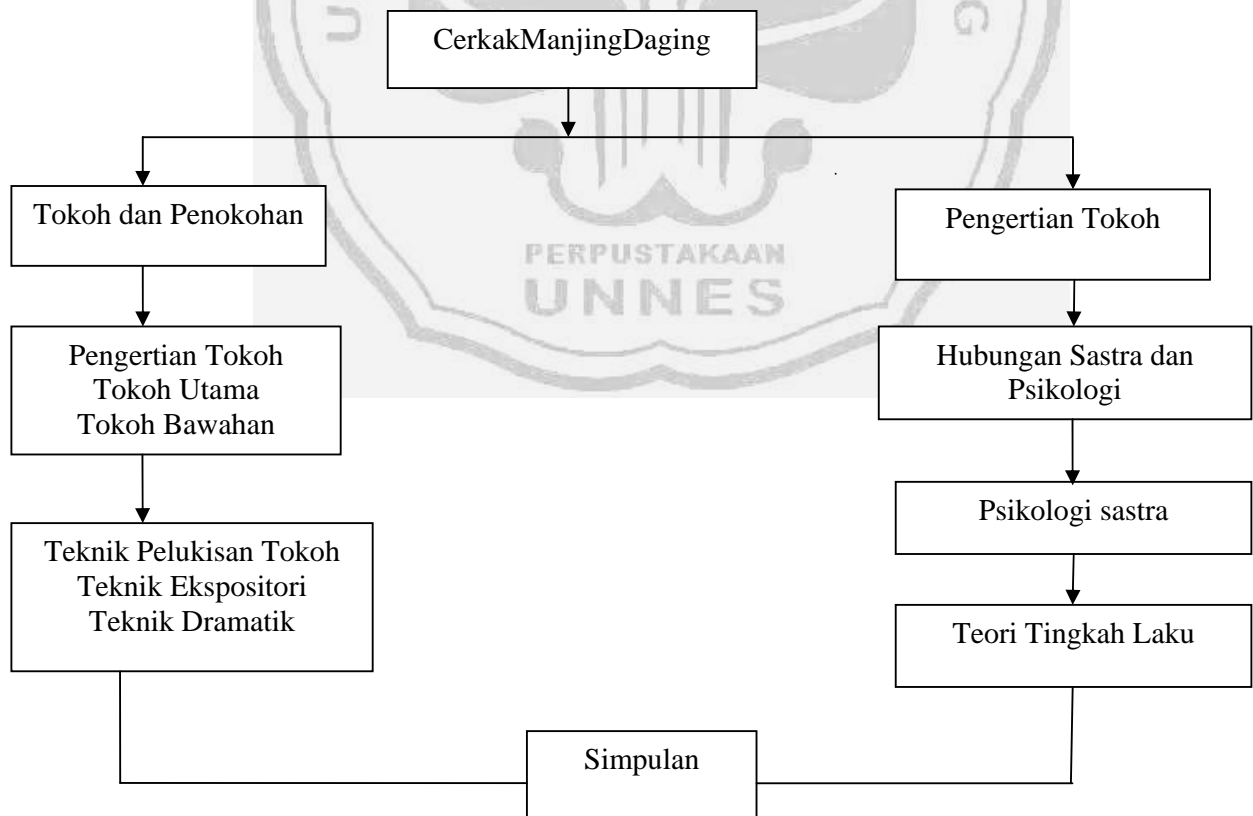 CerkakManjingDaging
Tokoh dan Penokohan
Pengertian Tokoh
PERPUSTAKAAN
UNNES
Pengertian Tokoh
Tokoh Utama
Tokoh Bawahan
Hubungan Sastra dan
Psikologi
Psikologi sastra
Teknik Pelukisan Tokoh
Teknik Ekspositori
Teknik Dramatik
Teori Tingkah Laku
Simpulan